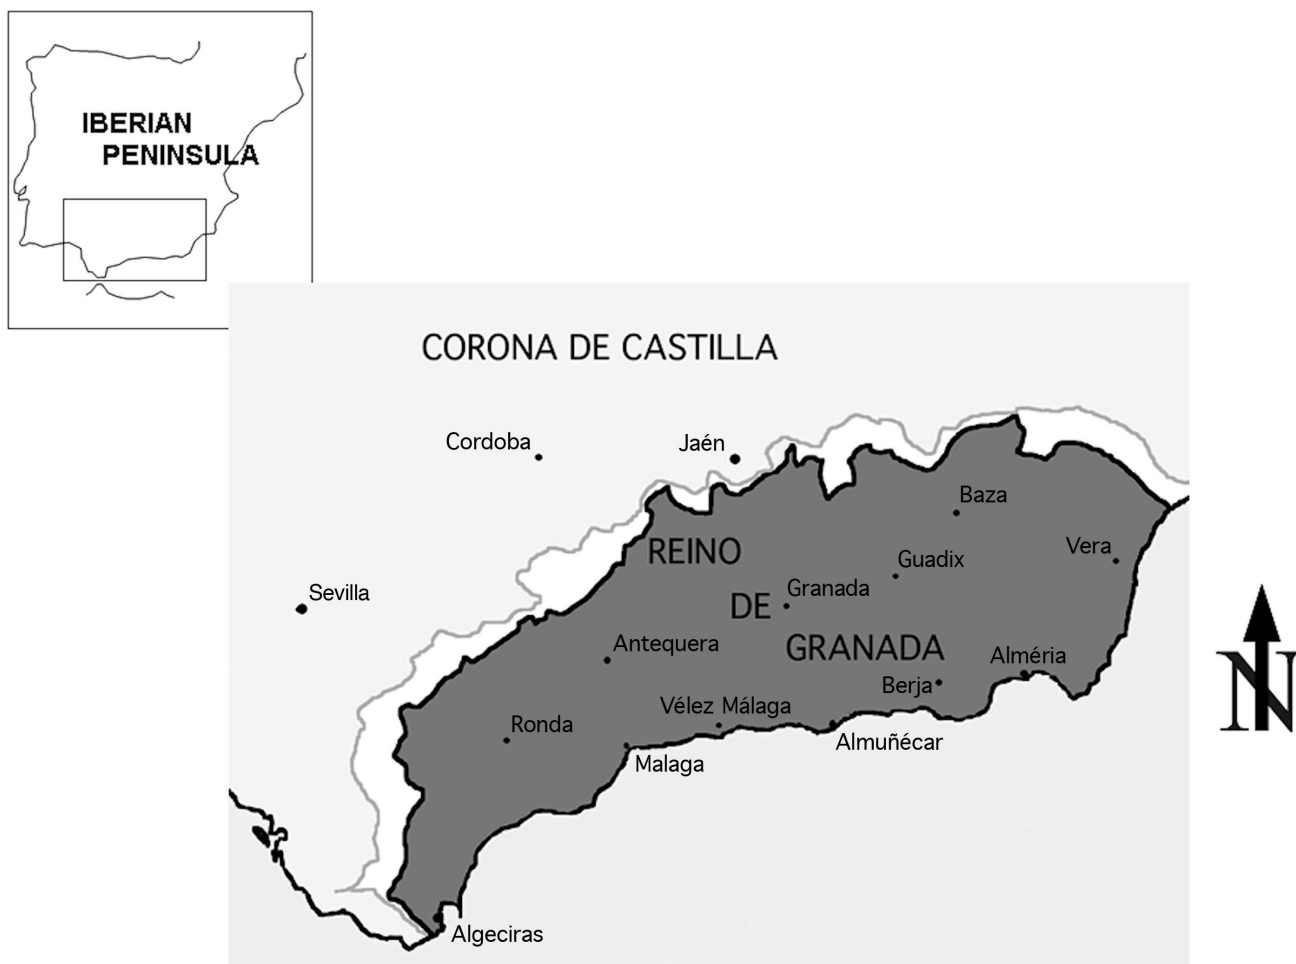 IBERIAN
PENINSULA
CORONA DE CASTILLA
Cordoba
Jaén
Baza
Vera
REINO
Guadix
Sevilla
Granada
DE
Antequera
GRANADA
Alméria
Berja
Vélez Málaga
Ronda
Almuñécar
Malaga
Algeciras
N